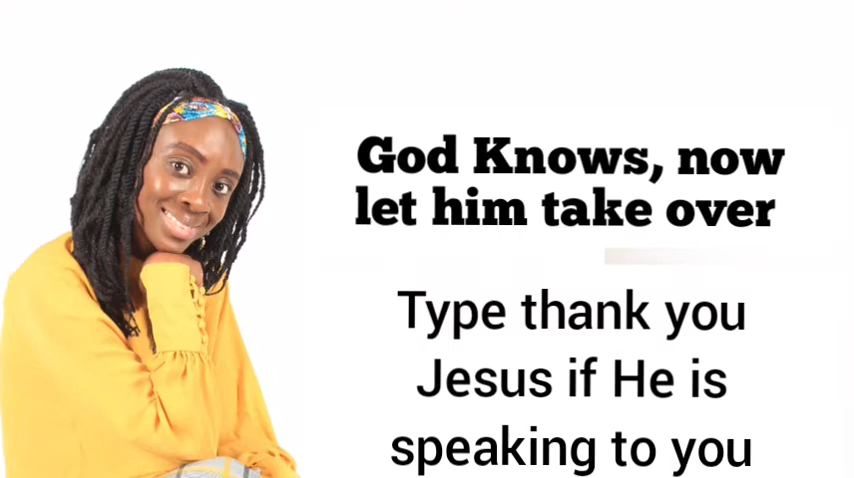 God Knows, now
let him take over
Type thank you
Jesus if He is
speaking to you